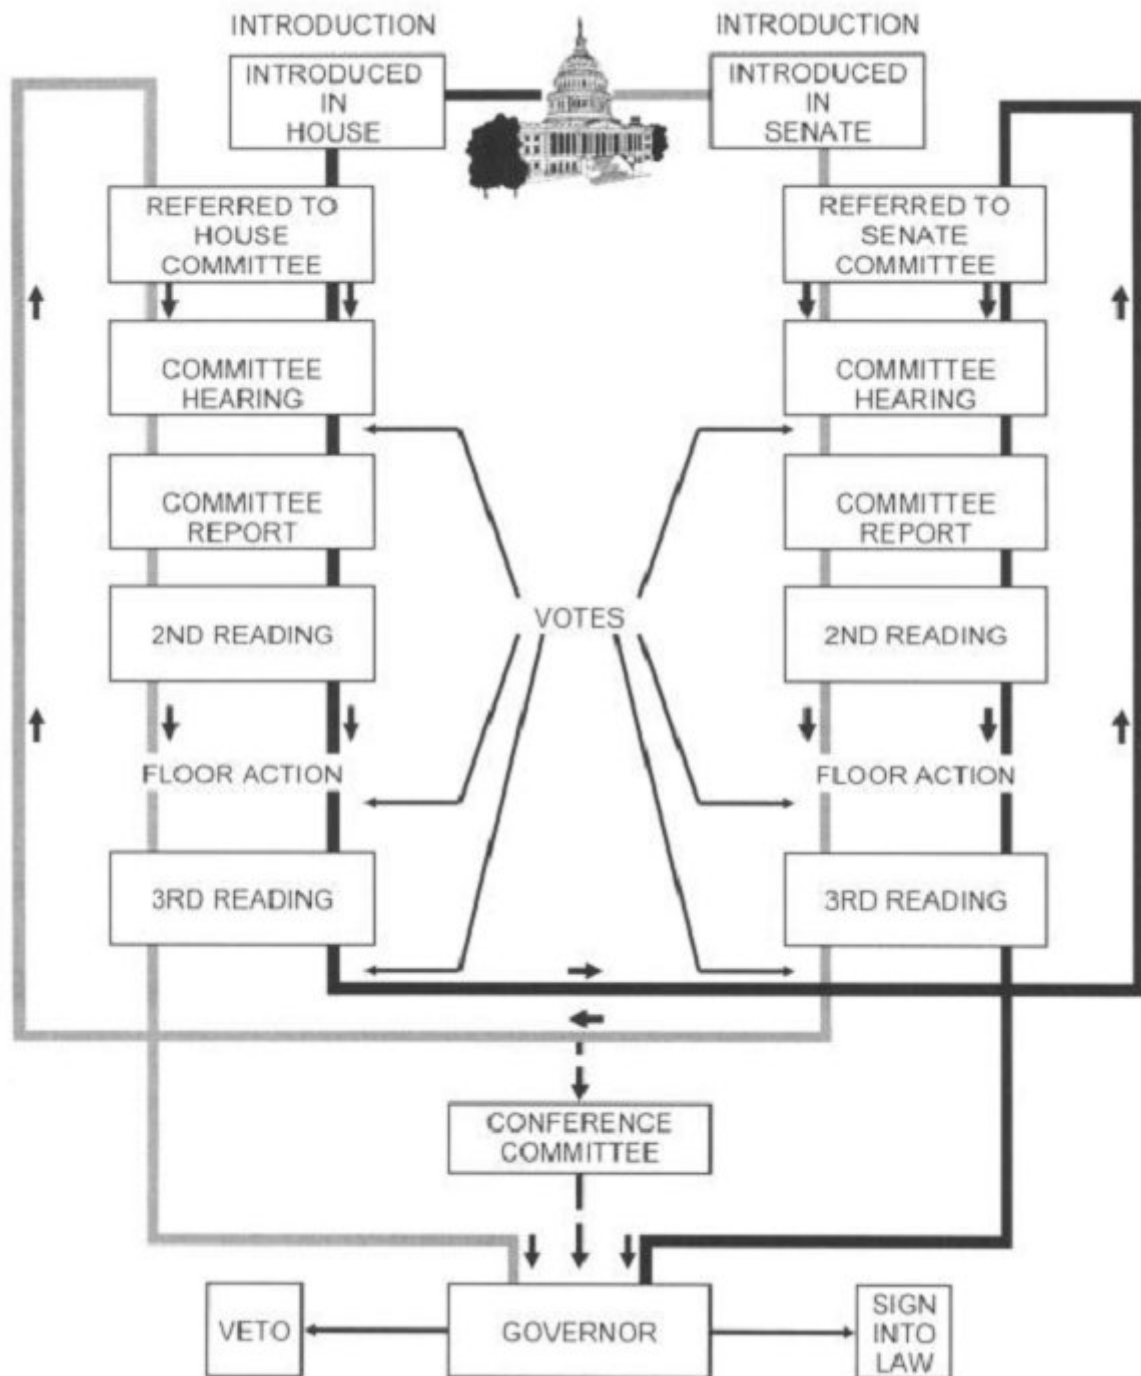 INTRODUCTION
INTRODUCED
IN
HOUSE
INTRODUCTION
INTRODUCED
IN
SENATE
REFERRED TO
HOUSE
COMMITTEE
COMMITTEE
HEARING
COMMITTEE
REPORT
2ND READING
FLOOR ACTION
3RD READING
VOTES
REFERRED TO
SENATE
COMMITTEE
COMMITTEE
HEARING
COMMITTEE
REPORT
2ND READING
FLOOR ACTION
3RD READING
CONFERENCE
COMMITTEE
VETO
GOVERNOR
SIGN
INTO
LAW